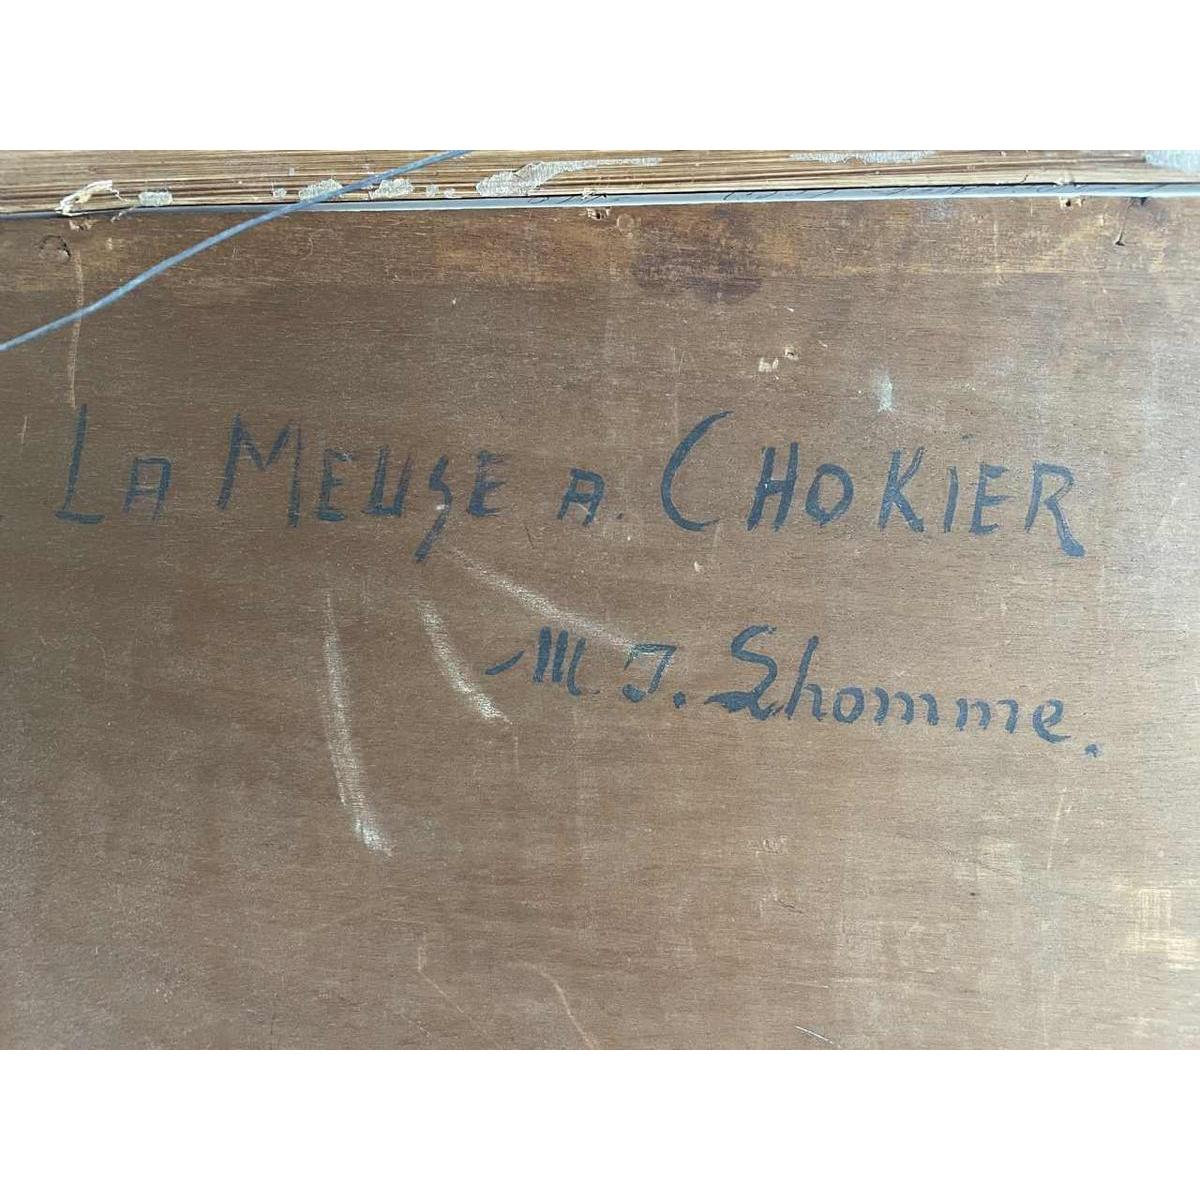 LA MEUSE A. CHOKIER
M. J. Lhomme.